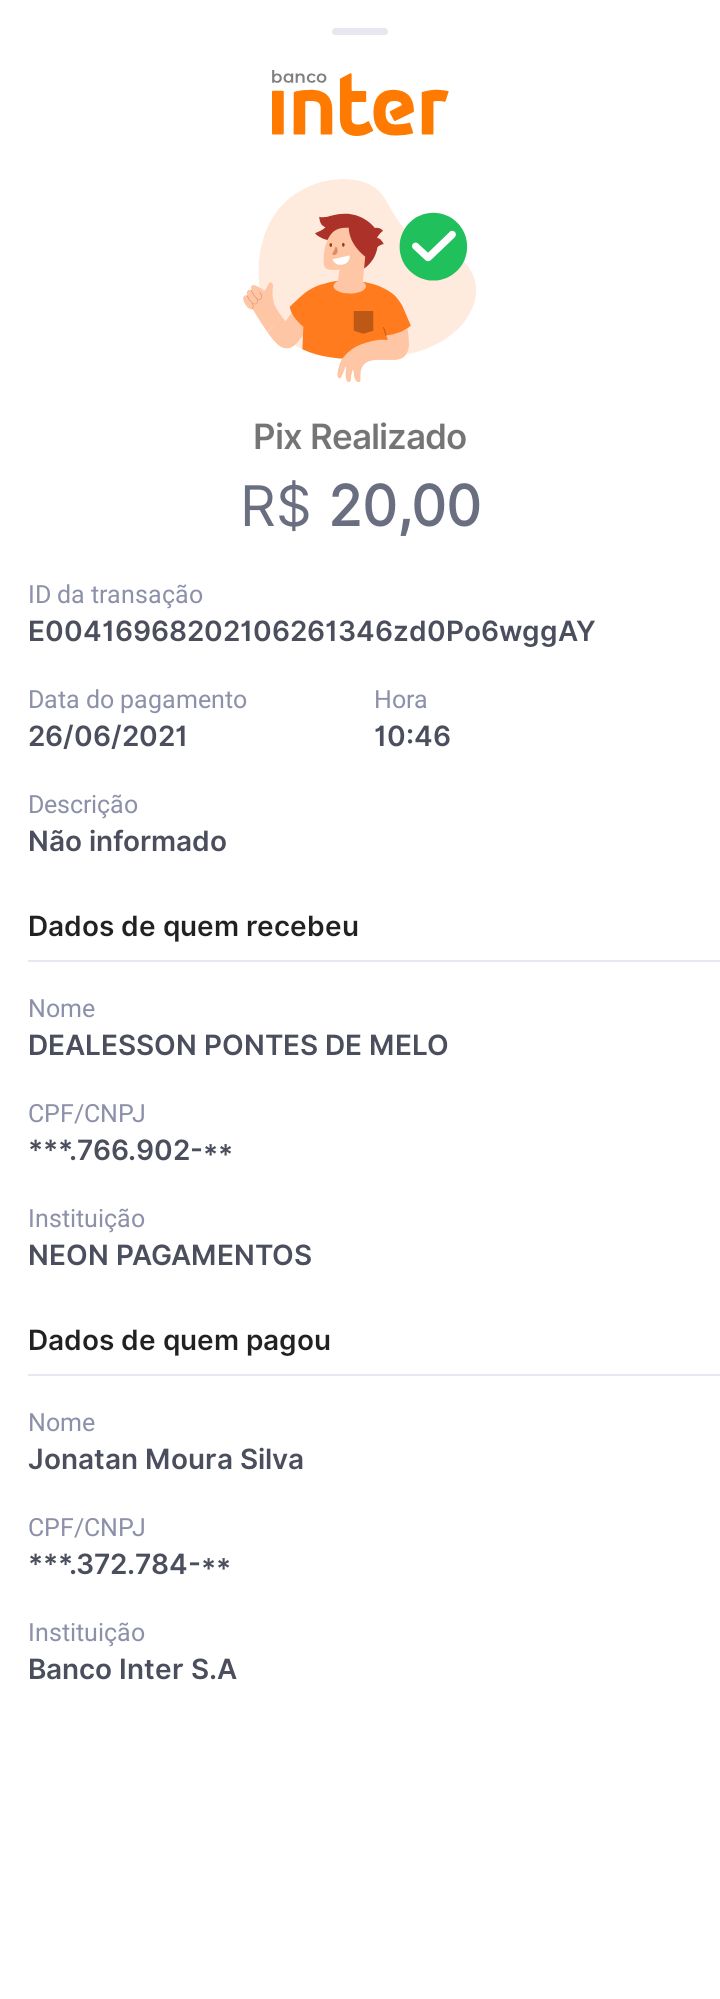 banco
inter
Pix Realizado
R$ 20,00
ID da transação
E00416968202106261346zd0Po6wggAY
Data do pagamento Hora
26/06/2021 10:46
Descrição
Não informado
Dados de quem recebeu
Nome
DEALESSON PONTES DE MELO
CPF/CNPJ
***.766.902-**
Instituição
NEON PAGAMENTOS
Dados de quem pagou
Nome
Jonatan Moura Silva
CPF/CNPJ
***.372.784-**
Instituição
Banco Inter S.A